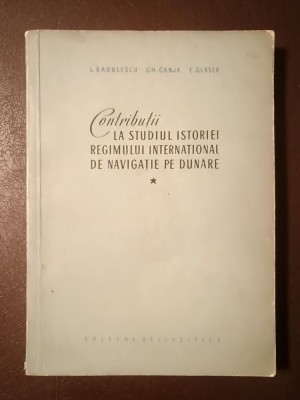 I. RĂDULESCU GH. CANJA E. GLASER
Contribuții
LA STUDIUL ISTORIEI
REGIMULUI INTERNAȚIONAL
DE NAVIGAȚIE PE DUNĂRE
*
EDITURA ȘTIINȚIFICĂ